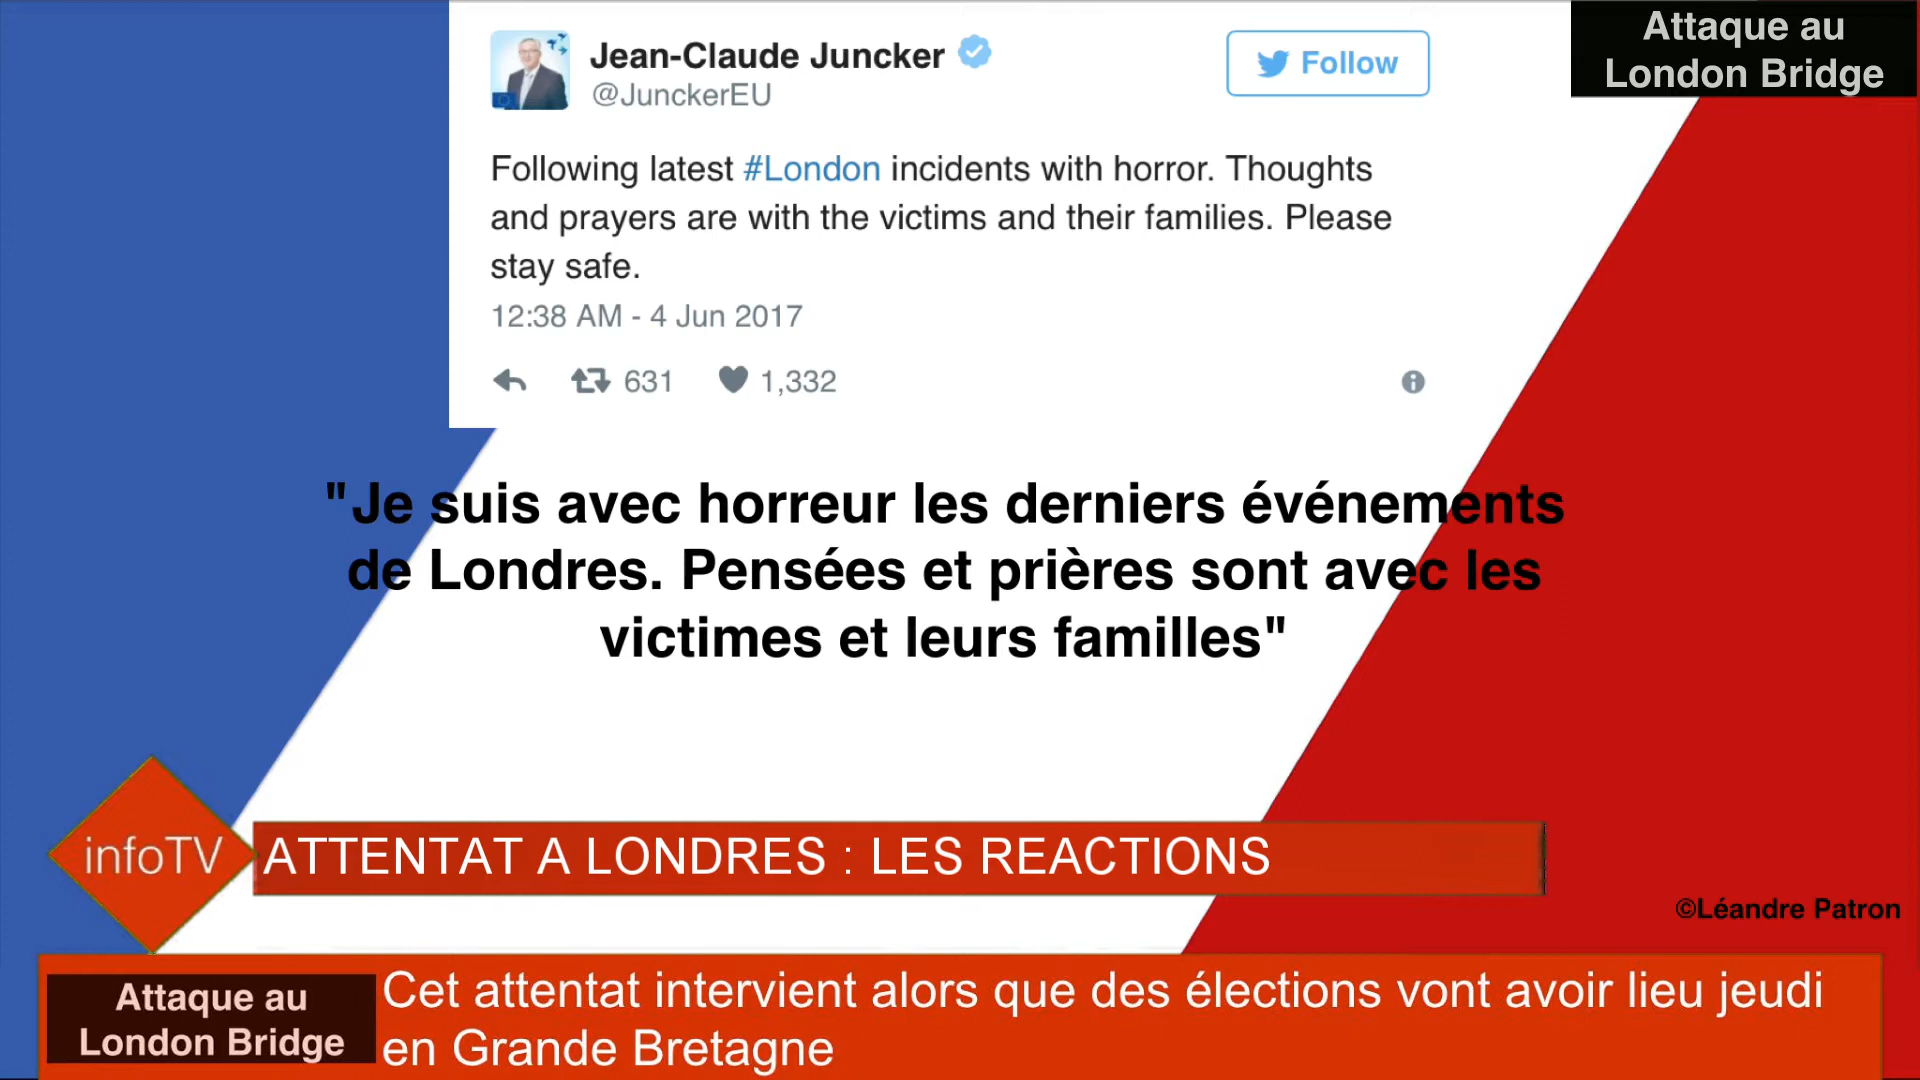 Jean-Claude Juncker
@JunckerEU
Follow
Following latest #London incidents with horror. Thoughts
and prayers are with the victims and their families. Please
stay safe.
12:38 AM - 4 Jun 2017
631 1,332
Attaque au
London Bridge
"Je suis avec horreur les derniers événements
de Londres. Pensées et prières sont avec les
victimes et leurs familles"
infoTV
ATTENTAT A LONDRES : LES REACTIONS
©Léandre Patron
Attaque au
London Bridge
Cet attentat intervient alors que des élections vont avoir lieu jeudi
en Grande Bretagne